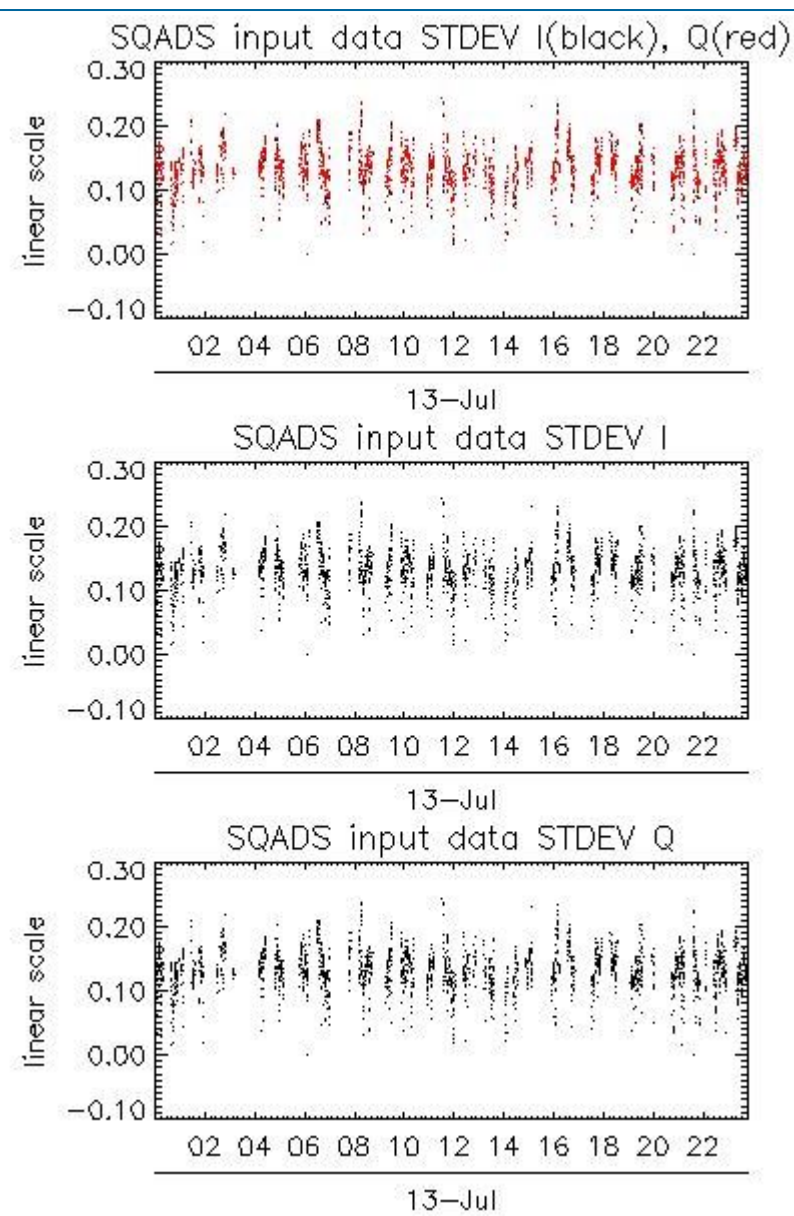 SQADS input data STDEV I(black), Q(red)
0.30
0.20
0.10
0.00
-0.10
linear scale
02 04 06 08 10 12 14 16 18 20 22
13-Jul
SQADS input data STDEV I
0.30
0.20
0.10
0.00
-0.10
linear scale
02 04 06 08 10 12 14 16 18 20 22
13-Jul
SQADS input data STDEV Q
0.30
0.20
0.10
0.00
-0.10
linear scale
02 04 06 08 10 12 14 16 18 20 22
13-Jul